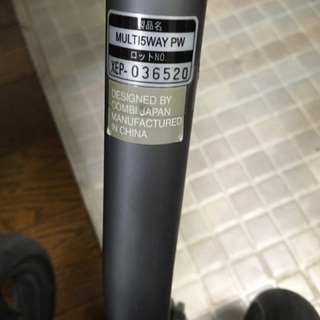 製品名
MULTI5WAY PW
ロットNO.
XEP-036520
DESIGNED BY
COMBI JAPAN
MANUFACTURED
IN CHINA